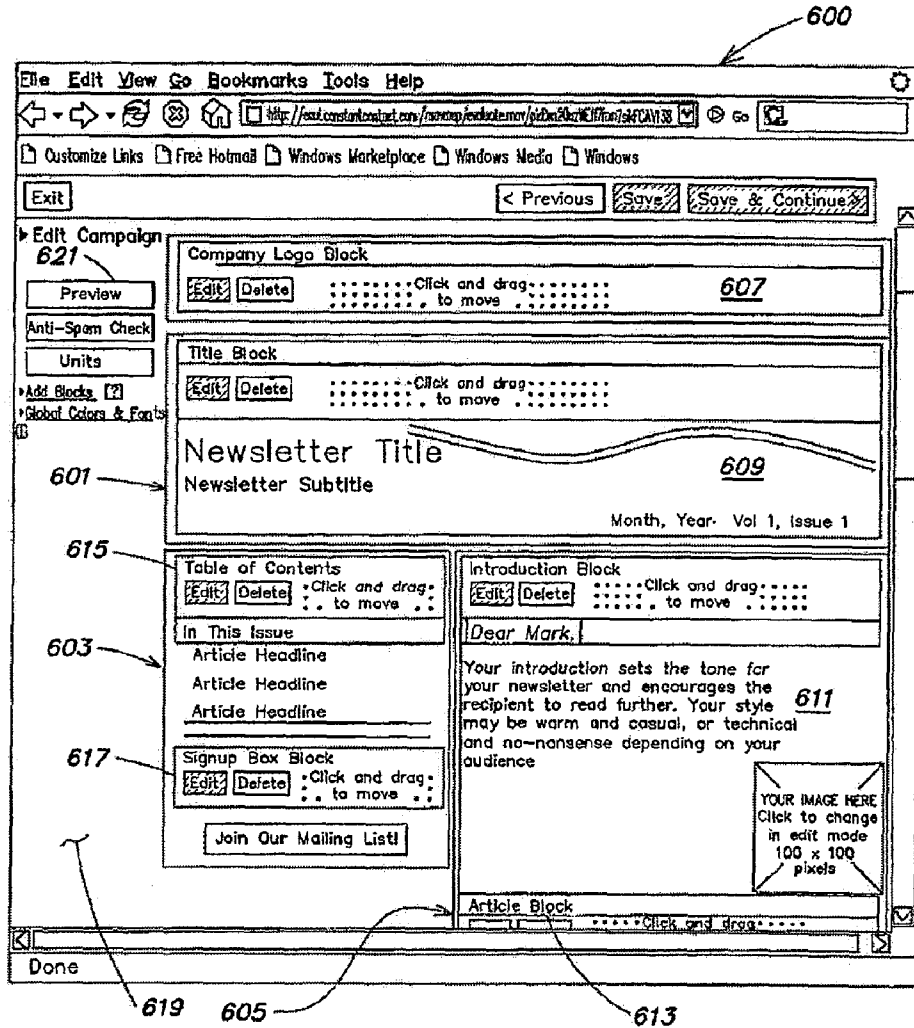 600
File Edit View Go Bookmarks Tools Help
Go
Customize Links Free Hotmail Windows Marketplace Windows Media Windows
Exit
< Previous Save Save & Continue »
Edit Campaign
621
Preview
Anti-Spam Check
Units
Add Blocks [?]
Global Colors & Fonts
Company Logo Block
Edit Delete Click and drag
to move
607
Title Block
Edit Delete Click and drag
to move
Newsletter Title
Newsletter Subtitle
609
601
Month, Year- Vol 1, Issue 1
615
Table of Contents
Edit Delete Click and drag
to move
In This Issue
603
Article Headline
Article Headline
Article Headline
617
Signup Box Block
Edit Delete Click and drag
to move
Join Our Mailing List!
Introduction Block
Edit Delete Click and drag
to move
Dear Mark,
Your introduction sets the tone for
your newsletter and encourages the
recipient to read further. Your style
may be warm and casual, or technical
and no-nonsense depending on your
audience
611
YOUR IMAGE HERE
Click to change
in edit mode
100 x 100
pixels
Article Block
Click and drag
Done
619
605
613